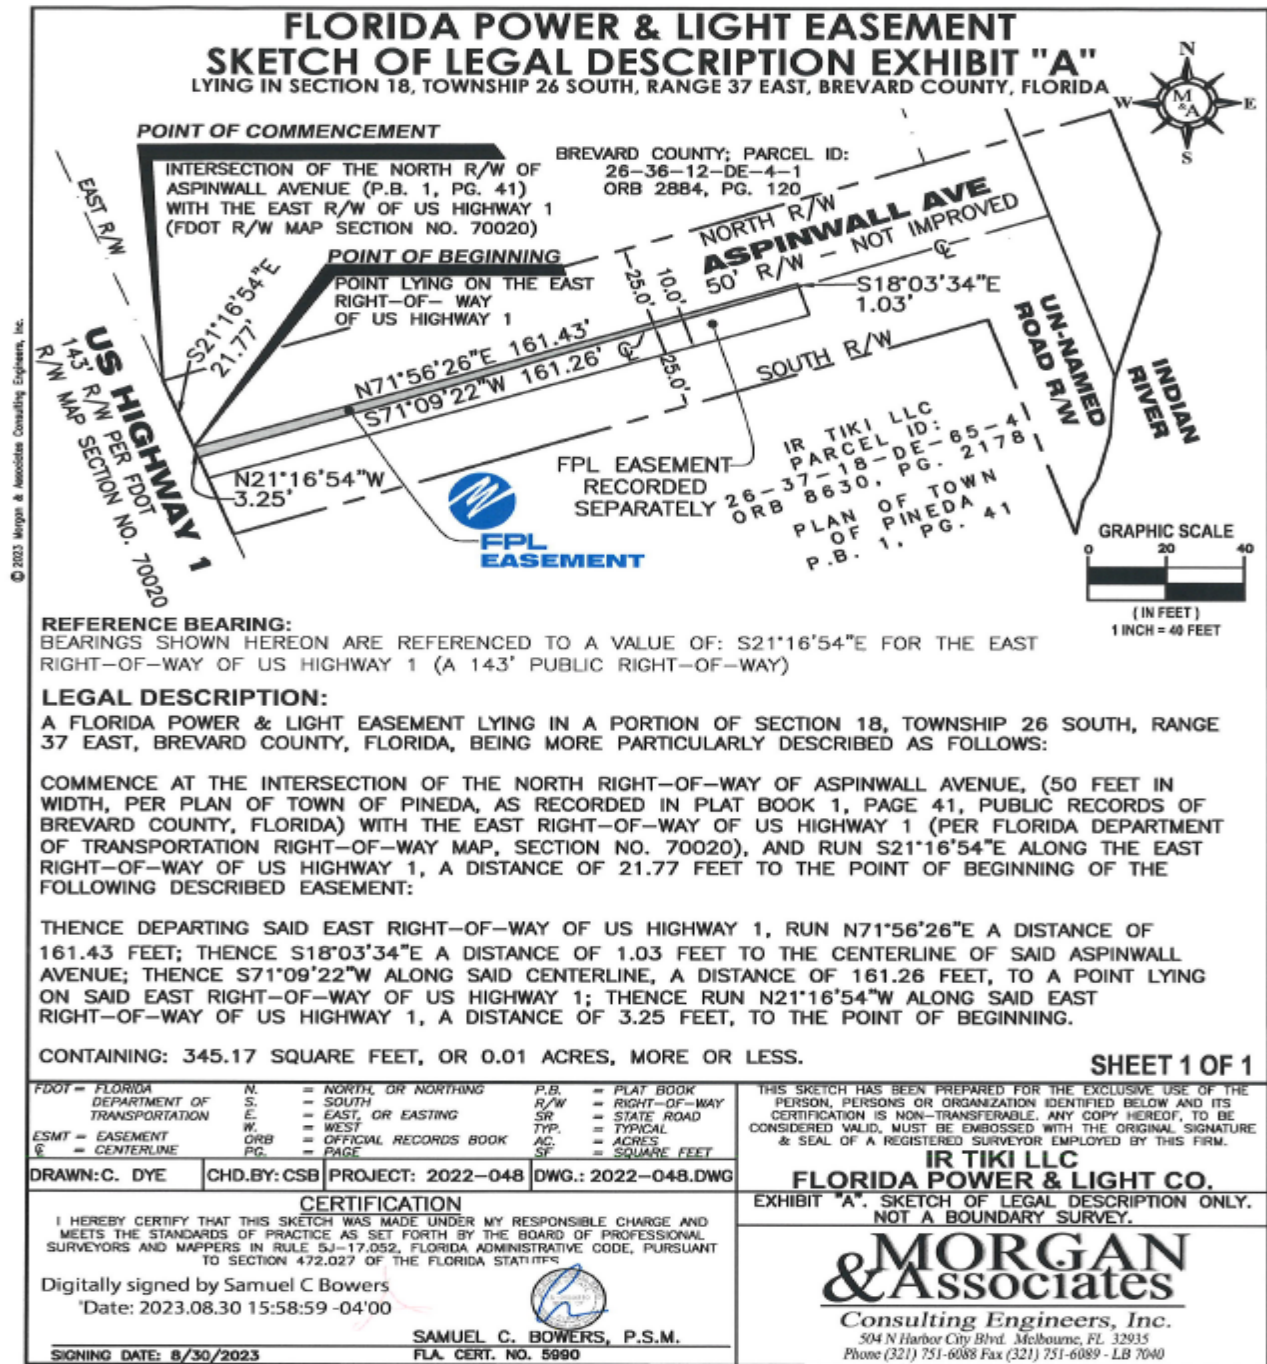 FLORIDA POWER & LIGHT EASEMENT
SKETCH OF LEGAL DESCRIPTION EXHIBIT "A"
LYING IN SECTION 18, TOWNSHIP 26 SOUTH, RANGE 37 EAST, BREVARD COUNTY, FLORIDA
N
W
E
S
M&A
POINT OF COMMENCEMENT
INTERSECTION OF THE NORTH R/W OF
ASPINWALL AVENUE (P.B. 1, PG. 41)
WITH THE EAST R/W OF US HIGHWAY 1
(FDOT R/W MAP SECTION NO. 70020)
BREVARD COUNTY; PARCEL ID:
26-36-12-DE-4-1
ORB 2884, PG. 120
EAST R/W
POINT OF BEGINNING
POINT LYING ON THE EAST
RIGHT-OF- WAY
OF US HIGHWAY 1
NORTH R/W
ASPINWALL AVE
50' R/W - NOT IMPROVED
℄
S18°03'34"E
1.03'
25.0'
10.0'
S21°16'54"E
21.77'
N71°56'26"E 161.43'
S71°09'22"W 161.26'
℄
25.0'
SOUTH R/W
UN-NAMED
ROAD R/W
INDIAN
RIVER
US HIGHWAY 1
143' R/W PER FDOT
R/W MAP SECTION NO. 70020
N21°16'54"W
3.25'
FPL EASEMENT
RECORDED
SEPARATELY
IR TIKI LLC
PARCEL ID:
26-37-18-DE-65-4
ORB 8630, PG. 2178
PLAN OF TOWN
OF PINEDA
P.B. 1, PG. 41
FPL
EASEMENT
GRAPHIC SCALE
0 20 40
( IN FEET )
1 INCH = 40 FEET
© 2023 Morgan & Associates Consulting Engineers, Inc.
REFERENCE BEARING:
BEARINGS SHOWN HEREON ARE REFERENCED TO A VALUE OF: S21°16'54"E FOR THE EAST
RIGHT-OF-WAY OF US HIGHWAY 1 (A 143' PUBLIC RIGHT-OF-WAY)
LEGAL DESCRIPTION:
A FLORIDA POWER & LIGHT EASEMENT LYING IN A PORTION OF SECTION 18, TOWNSHIP 26 SOUTH, RANGE
37 EAST, BREVARD COUNTY, FLORIDA, BEING MORE PARTICULARLY DESCRIBED AS FOLLOWS:
COMMENCE AT THE INTERSECTION OF THE NORTH RIGHT-OF-WAY OF ASPINWALL AVENUE, (50 FEET IN
WIDTH, PER PLAN OF TOWN OF PINEDA, AS RECORDED IN PLAT BOOK 1, PAGE 41, PUBLIC RECORDS OF
BREVARD COUNTY, FLORIDA) WITH THE EAST RIGHT-OF-WAY OF US HIGHWAY 1 (PER FLORIDA DEPARTMENT
OF TRANSPORTATION RIGHT-OF-WAY MAP, SECTION NO. 70020), AND RUN S21°16'54"E ALONG THE EAST
RIGHT-OF-WAY OF US HIGHWAY 1, A DISTANCE OF 21.77 FEET TO THE POINT OF BEGINNING OF THE
FOLLOWING DESCRIBED EASEMENT:
THENCE DEPARTING SAID EAST RIGHT-OF-WAY OF US HIGHWAY 1, RUN N71°56'26"E A DISTANCE OF
161.43 FEET; THENCE S18°03'34"E A DISTANCE OF 1.03 FEET TO THE CENTERLINE OF SAID ASPINWALL
AVENUE; THENCE S71°09'22"W ALONG SAID CENTERLINE, A DISTANCE OF 161.26 FEET, TO A POINT LYING
ON SAID EAST RIGHT-OF-WAY OF US HIGHWAY 1; THENCE RUN N21°16'54"W ALONG SAID EAST
RIGHT-OF-WAY OF US HIGHWAY 1, A DISTANCE OF 3.25 FEET, TO THE POINT OF BEGINNING.
CONTAINING: 345.17 SQUARE FEET, OR 0.01 ACRES, MORE OR LESS.
SHEET 1 OF 1
FDOT = FLORIDA
DEPARTMENT OF
TRANSPORTATION
ESMT = EASEMENT
℄ = CENTERLINE
N. = NORTH, OR NORTHING
S. = SOUTH
E. = EAST, OR EASTING
W. = WEST
ORB = OFFICIAL RECORDS BOOK
PG. = PAGE
P.B. = PLAT BOOK
R/W = RIGHT-OF-WAY
SR = STATE ROAD
TYP. = TYPICAL
AC. = ACRES
SF = SQUARE FEET
THIS SKETCH HAS BEEN PREPARED FOR THE EXCLUSIVE USE OF THE
PERSON, PERSONS OR ORGANIZATION IDENTIFIED BELOW AND ITS
CERTIFICATION IS NON-TRANSFERABLE. ANY COPY HEREOF, TO BE
CONSIDERED VALID, MUST BE EMBOSSED WITH THE ORIGINAL SIGNATURE
& SEAL OF A REGISTERED SURVEYOR EMPLOYED BY THIS FIRM.
IR TIKI LLC
FLORIDA POWER & LIGHT CO.
DRAWN: C. DYE
CHD.BY: CSB
PROJECT: 2022-048
DWG.: 2022-048.DWG
EXHIBIT "A". SKETCH OF LEGAL DESCRIPTION ONLY.
NOT A BOUNDARY SURVEY.
CERTIFICATION
I HEREBY CERTIFY THAT THIS SKETCH WAS MADE UNDER MY RESPONSIBLE CHARGE AND
MEETS THE STANDARDS OF PRACTICE AS SET FORTH BY THE BOARD OF PROFESSIONAL
SURVEYORS AND MAPPERS IN RULE 5J-17.052, FLORIDA ADMINISTRATIVE CODE, PURSUANT
TO SECTION 472.027 OF THE FLORIDA STATUTES
Digitally signed by Samuel C Bowers
Date: 2023.08.30 15:58:59 -04'00
SAMUEL C. BOWERS, P.S.M.
SIGNING DATE: 8/30/2023
FLA. CERT. NO. 5990
MORGAN
& Associates
Consulting Engineers, Inc.
504 N Harbor City Blvd. Melbourne, FL 32935
Phone (321) 751-6088 Fax (321) 751-6089 - LB 7040